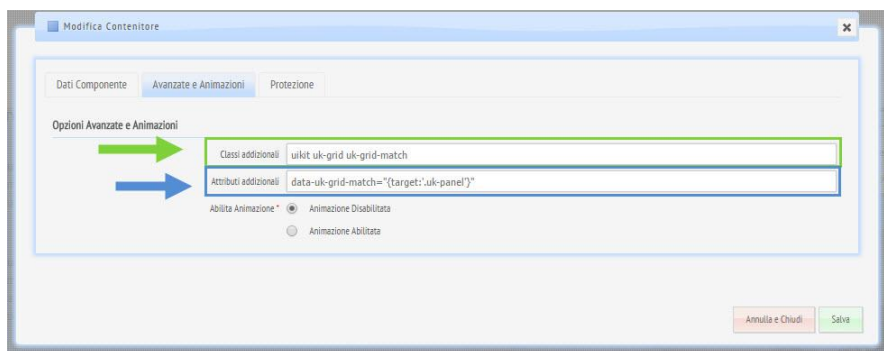 Modifica Contenitore
Dati Componente Avanzate e Animazioni Protezione
Opzioni Avanzate e Animazioni
Classi addizionali uikit uk-grid uk-grid-match
Attributi addizionali data-uk-grid-match="{target:'.uk-panel'}"
Abilita Animazione * Animazione Disabilitata
Animazione Abilitata
Annulla e Chiudi Salva